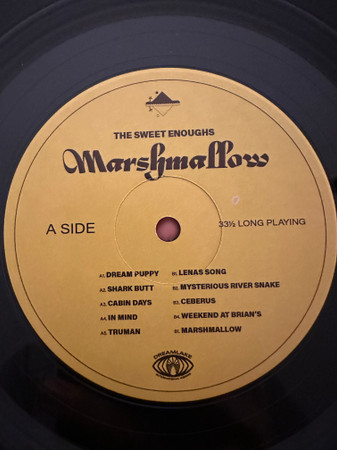 THE SWEET ENOUGHS
Marshmallow
A SIDE
33⅓ LONG PLAYING
A1. DREAM PUPPY
A2. SHARK BUTT
A3. CABIN DAYS
A4. IN MIND
A5. TRUMAN
B1. LENAS SONG
B2. MYSTERIOUS RIVER SNAKE
B3. CEBERUS
B4. WEEKEND AT BRIAN'S
B5. MARSHMALLOW
DREAMLAKE